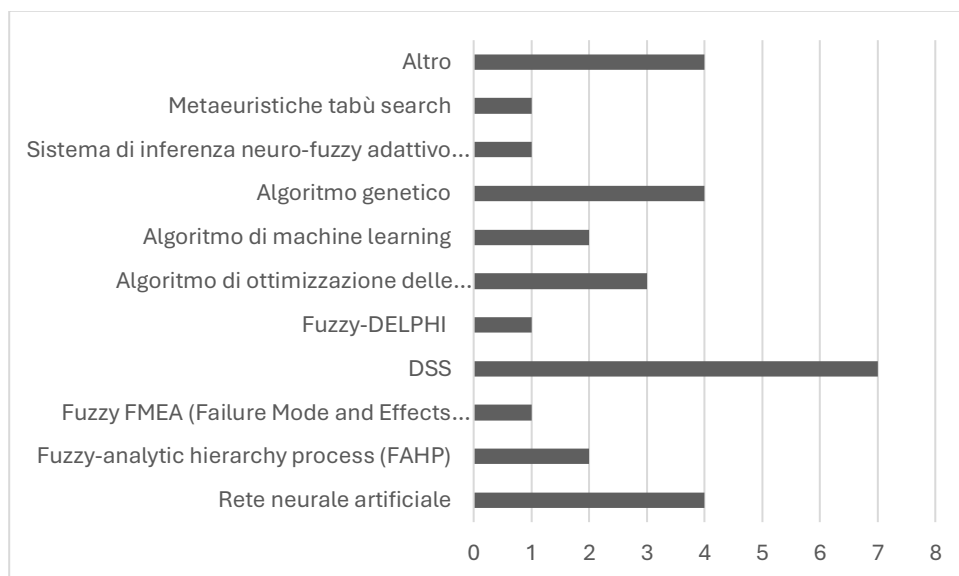 Altro
Metaeuristiche tabù search
Sistema di inferenza neuro-fuzzy adattivo...
Algoritmo genetico
Algoritmo di machine learning
Algoritmo di ottimizzazione delle...
Fuzzy-DELPHI
DSS
Fuzzy FMEA (Failure Mode and Effects...
Fuzzy-analytic hierarchy process (FAHP)
Rete neurale artificiale
0 1 2 3 4 5 6 7 8